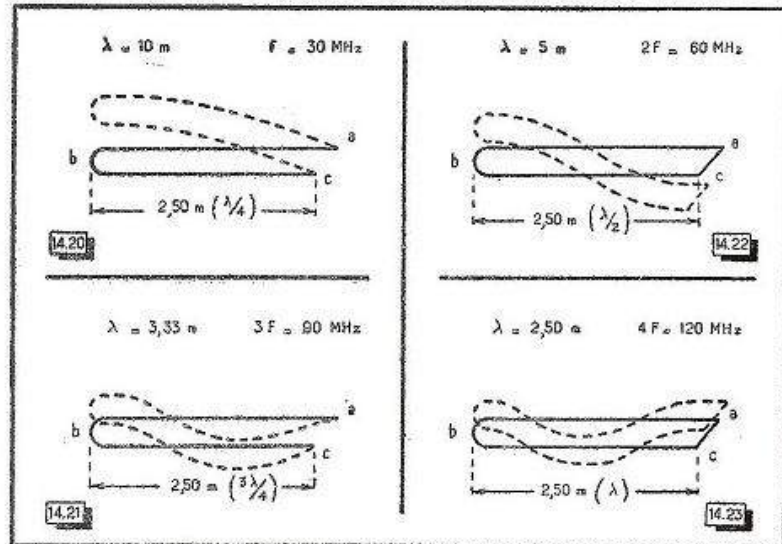 λ = 10 m F = 30 MHz
a
b
c
2,50 m (λ/4)
14.20
λ = 5 m 2F = 60 MHz
a
b
c
2,50 m (λ/2)
14.22
λ = 3,33 m 3F = 90 MHz
a
b
c
2,50 m (3λ/4)
14.21
λ = 2,50 m 4F = 120 MHz
a
b
c
2,50 m (λ)
14.23